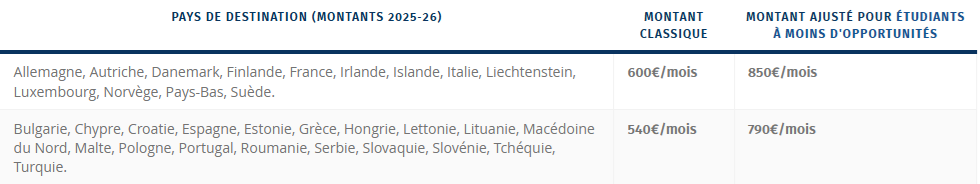 PAYS DE DESTINATION (MONTANTS 2025-26)
MONTANT CLASSIQUE
MONTANT AJUSTÉ POUR ÉTUDIANTS À MOINS D'OPPORTUNITÉS
Allemagne, Autriche, Danemark, Finlande, France, Irlande, Islande, Italie, Liechtenstein,
Luxembourg, Norvège, Pays-Bas, Suède.
600€/mois
850€/mois
Bulgarie, Chypre, Croatie, Espagne, Estonie, Grèce, Hongrie, Lettonie, Lituanie, Macédoine
du Nord, Malte, Pologne, Portugal, Roumanie, Serbie, Slovaquie, Slovénie, Tchéquie,
Turquie.
540€/mois
790€/mois